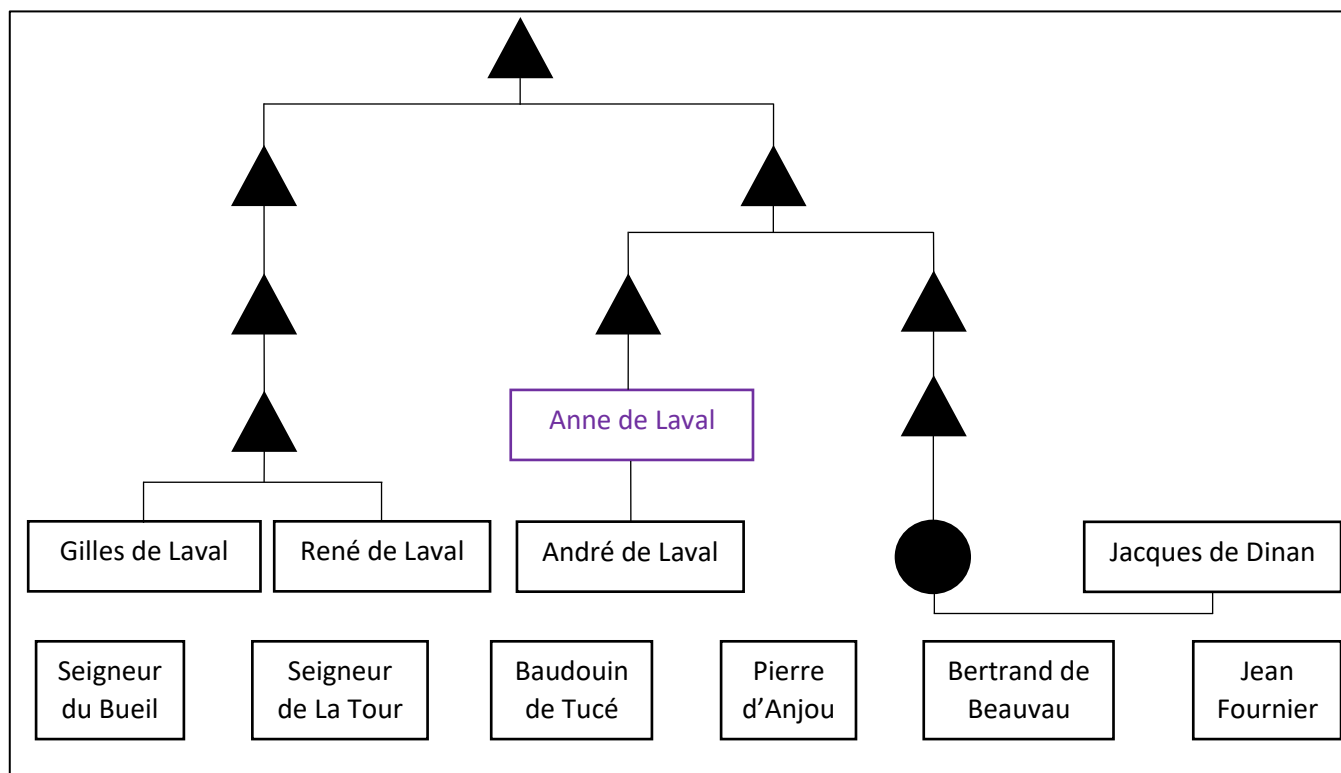 Anne de Laval
Gilles de Laval
René de Laval
André de Laval
Jacques de Dinan
Seigneur
du Bueil
Seigneur
de La Tour
Baudouin
de Tucé
Pierre
d’Anjou
Bertrand de
Beauvau
Jean
Fournier